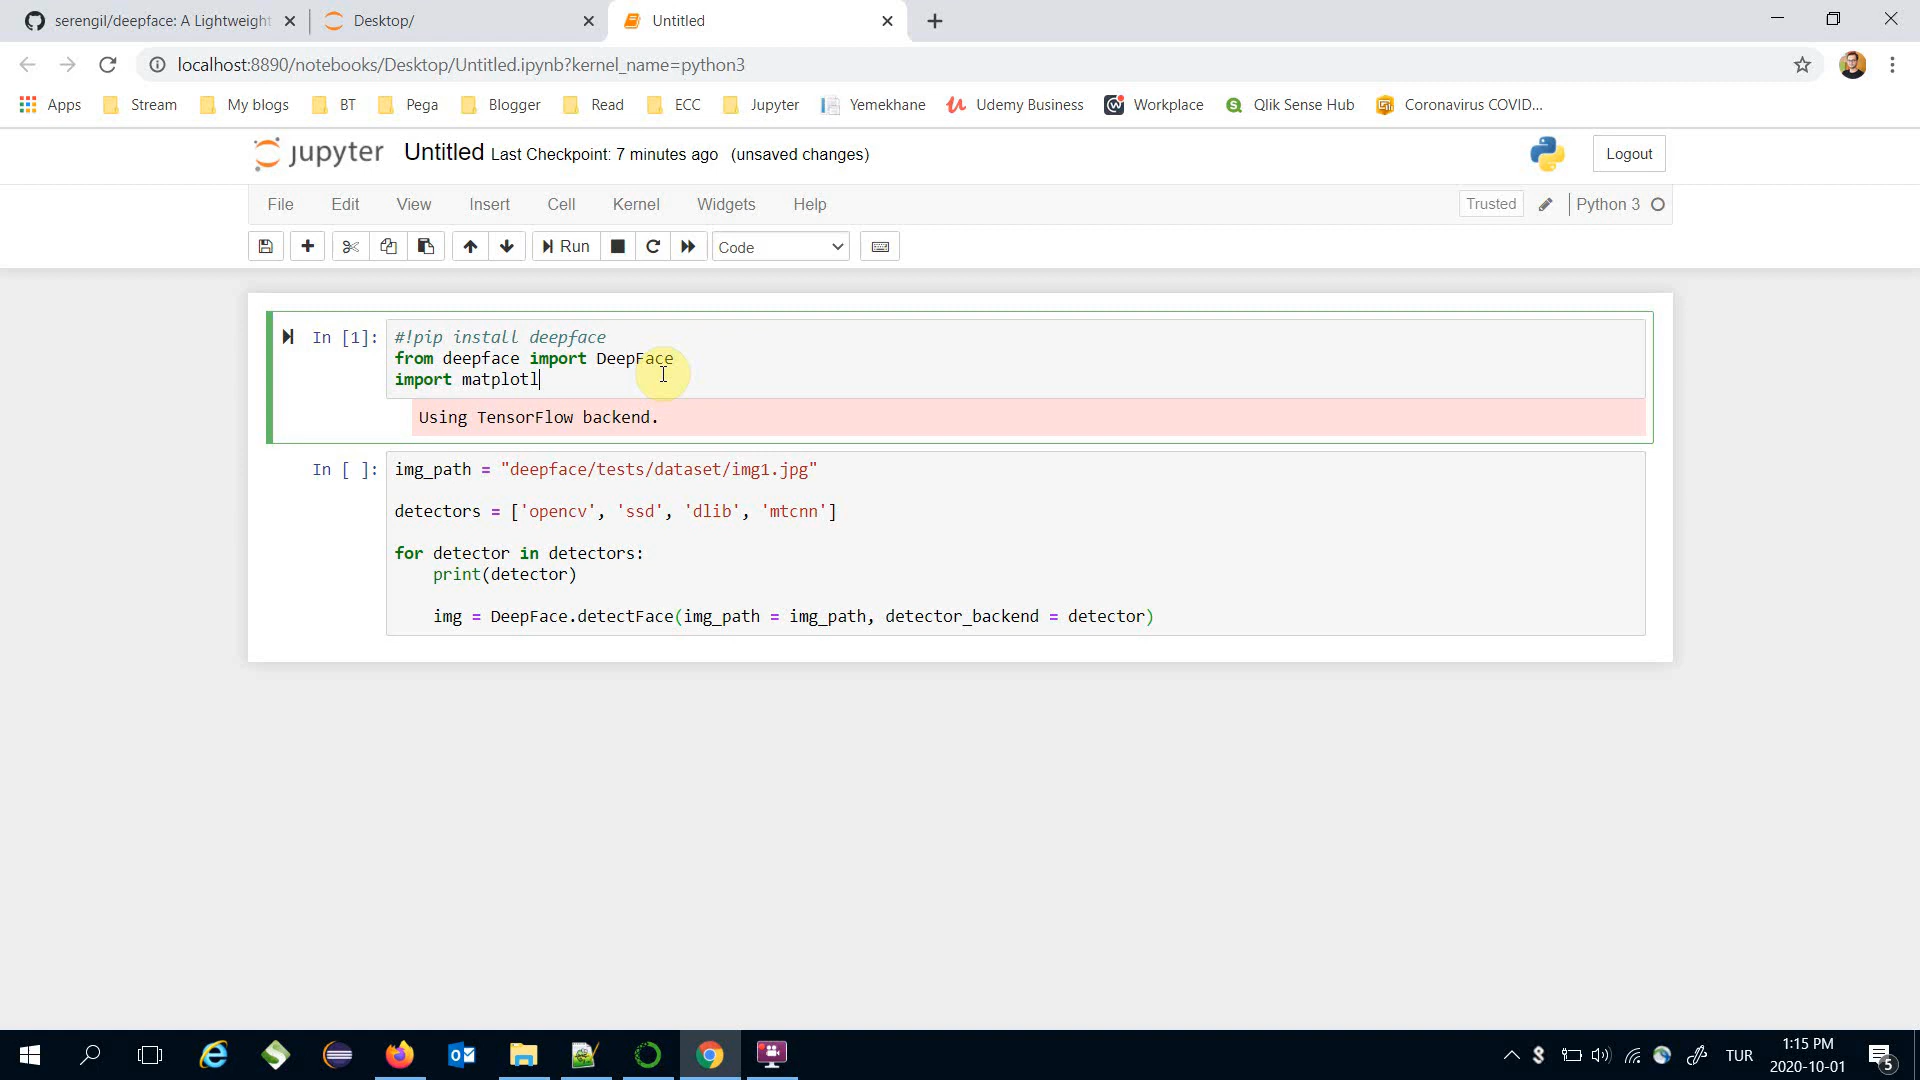 serengil/deepface: A Lightweight
Desktop/
Untitled
localhost:8890/notebooks/Desktop/Untitled.ipynb?kernel_name=python3
Apps Stream My blogs BT Pega Blogger Read ECC Jupyter Yemekhane Udemy Business Workplace Qlik Sense Hub Coronavirus COVID...
jupyter Untitled Last Checkpoint: 7 minutes ago (unsaved changes) Logout
File Edit View Insert Cell Kernel Widgets Help Trusted Python 3
Run Code
In [1]: #!pip install deepface
from deepface import DeepFace
import matplotl
Using TensorFlow backend.
In [ ]: img_path = "deepface/tests/dataset/img1.jpg"
detectors = ['opencv', 'ssd', 'dlib', 'mtcnn']
for detector in detectors:
print(detector)
img = DeepFace.detectFace(img_path = img_path, detector_backend = detector)
TUR
1:15 PM
2020-10-01
5